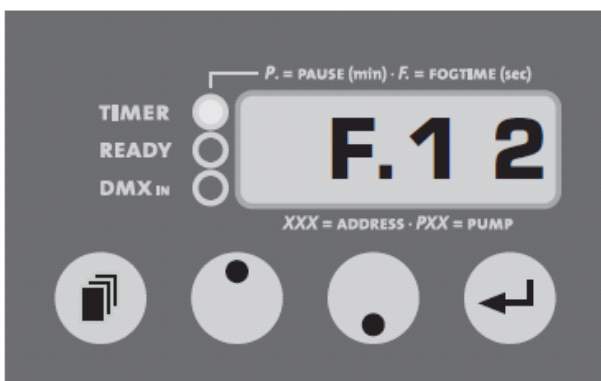 P. = PAUSE (min) · F. = FOGTIME (sec)
TIMER
READY
DMX IN
F.12
XXX = ADDRESS · PXX = PUMP